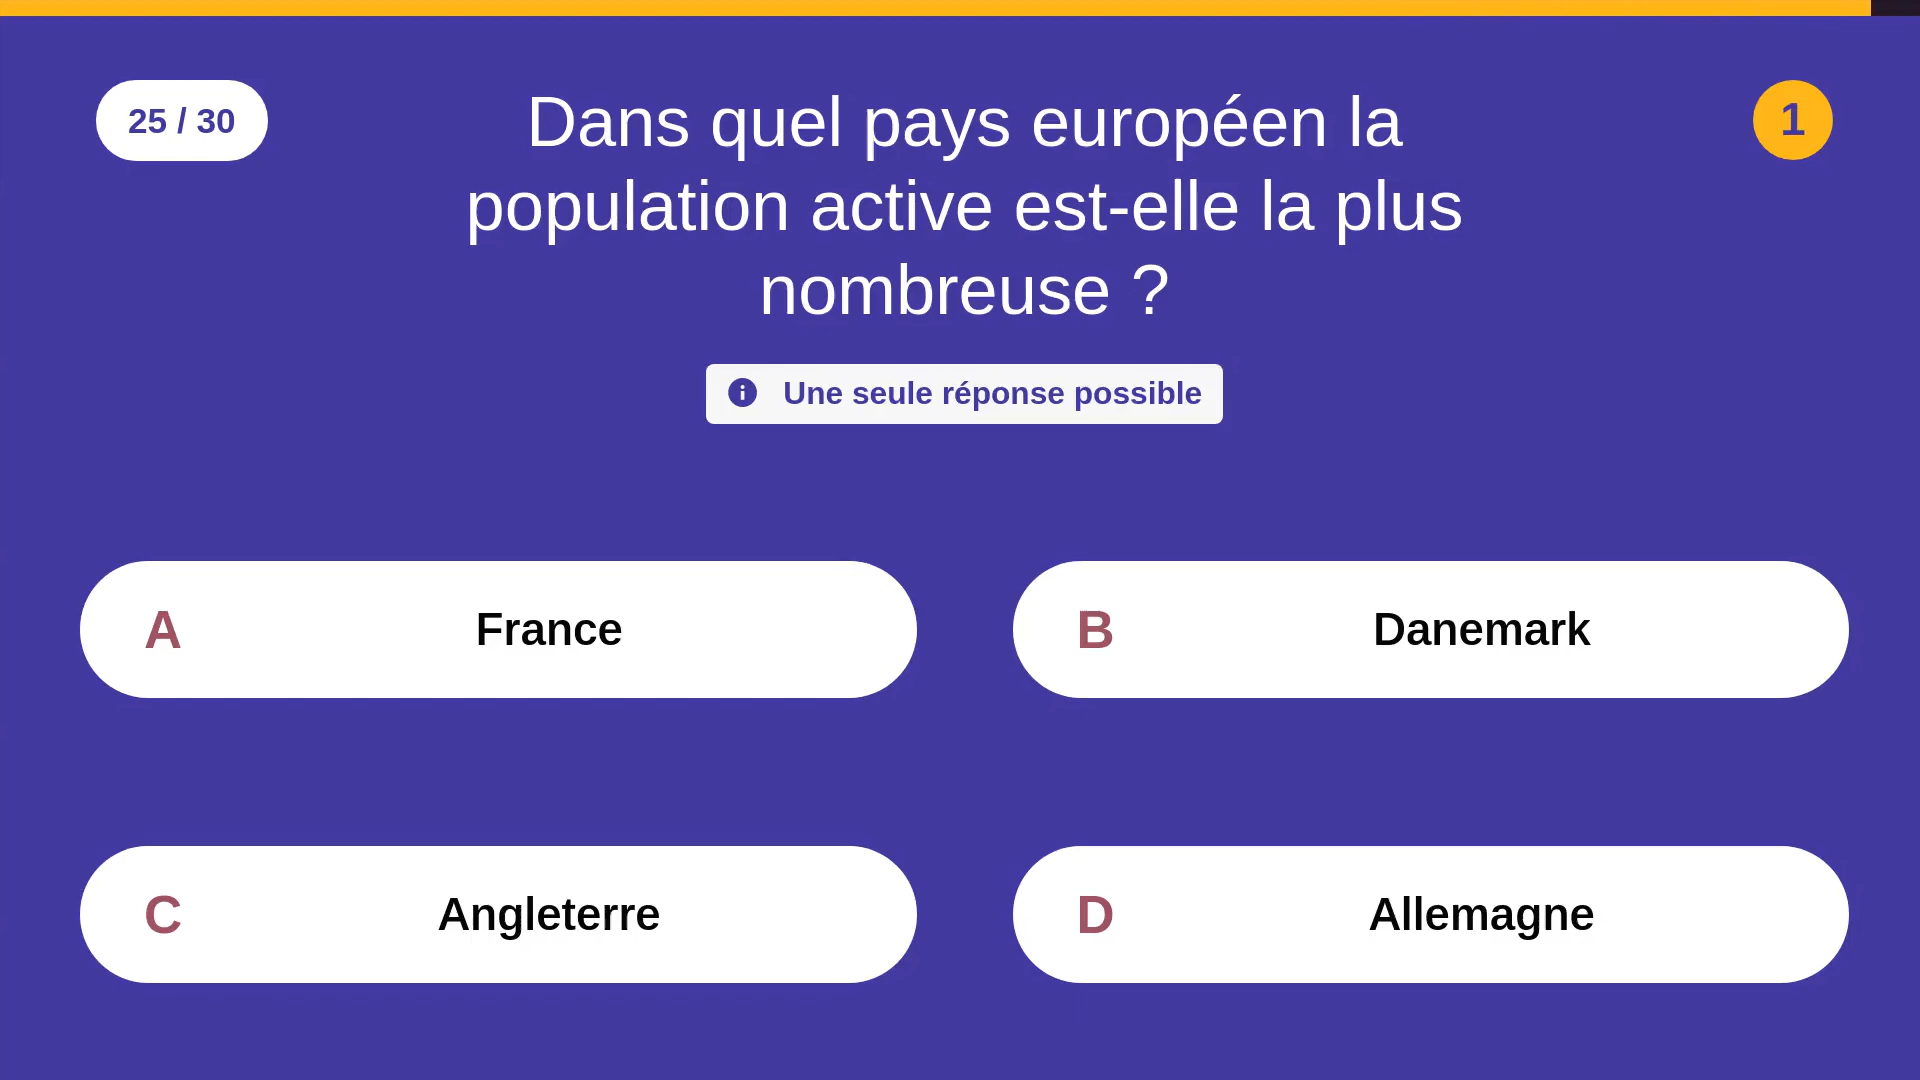 25 / 30
Dans quel pays européen la
population active est-elle la plus
nombreuse ?
1
Une seule réponse possible
A France
B Danemark
C Angleterre
D Allemagne